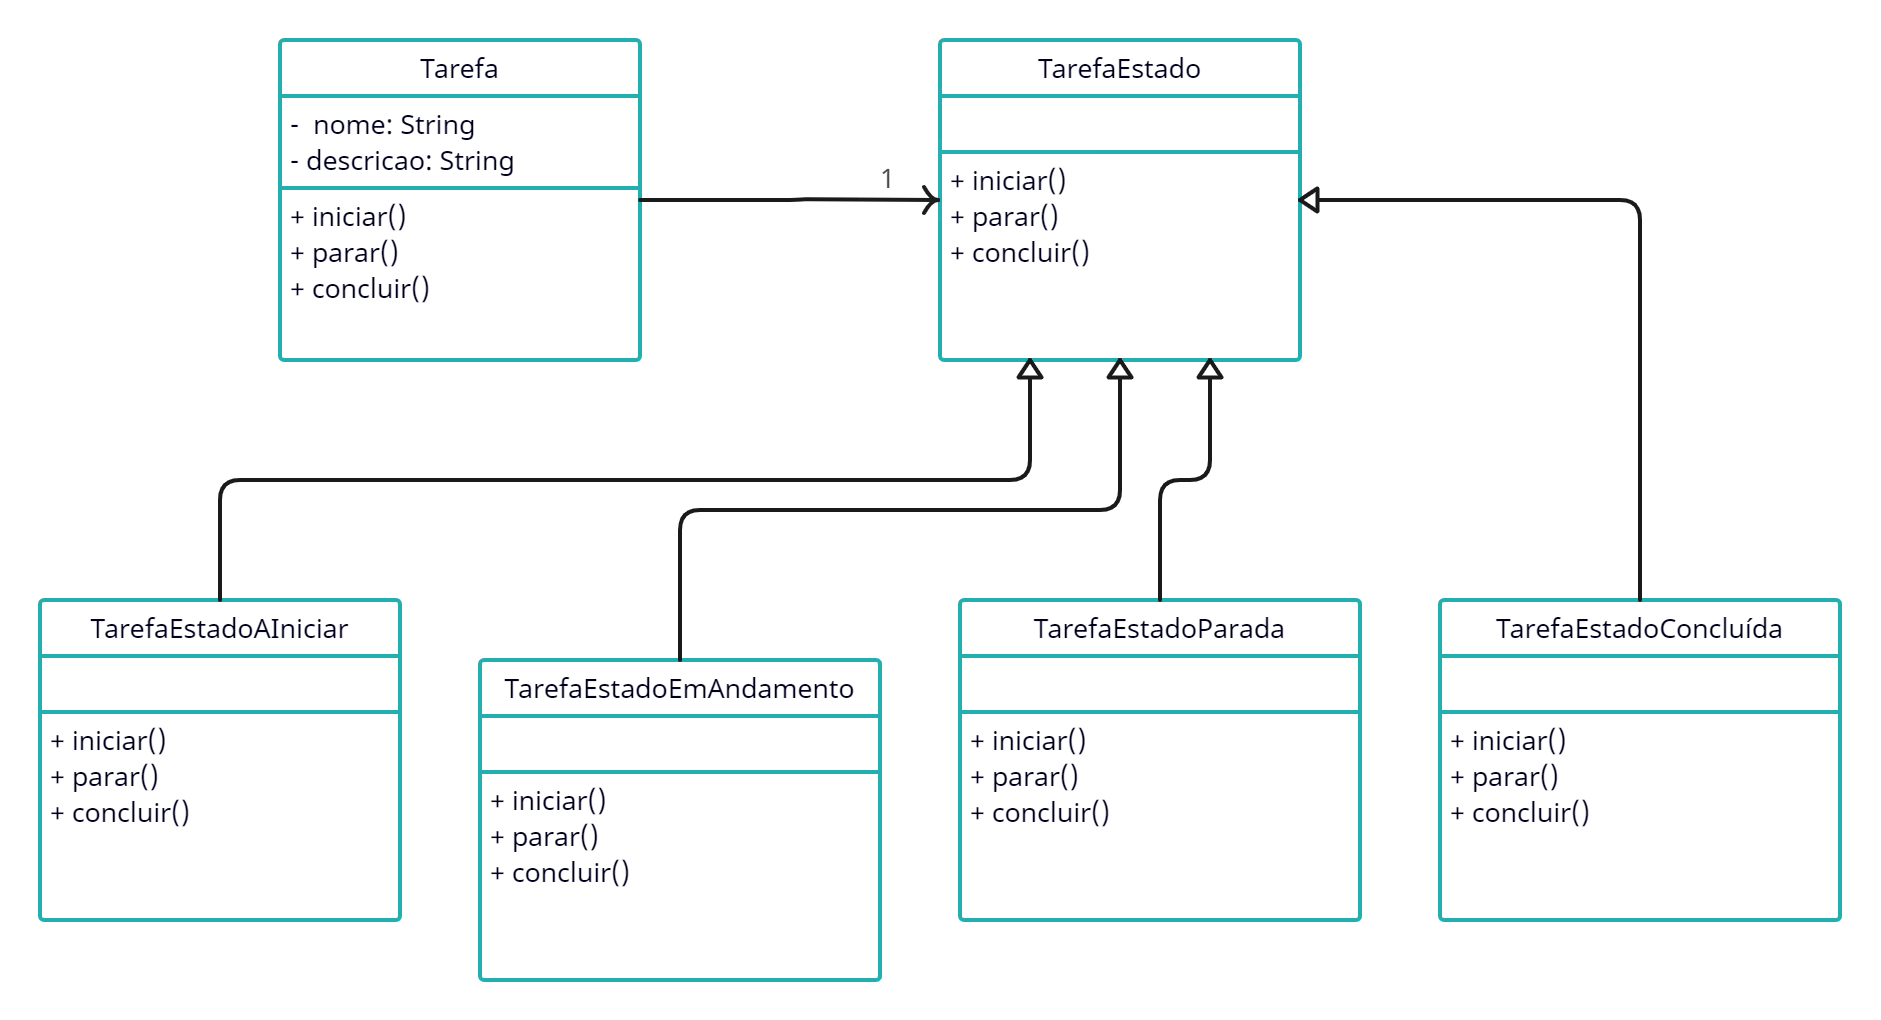 Tarefa
-  nome: String
- descricao: String
+ iniciar()
+ parar()
+ concluir()
1
TarefaEstado
+ iniciar()
+ parar()
+ concluir()
TarefaEstadoAIniciar
+ iniciar()
+ parar()
+ concluir()
TarefaEstadoEmAndamento
+ iniciar()
+ parar()
+ concluir()
TarefaEstadoParada
+ iniciar()
+ parar()
+ concluir()
TarefaEstadoConcluída
+ iniciar()
+ parar()
+ concluir()